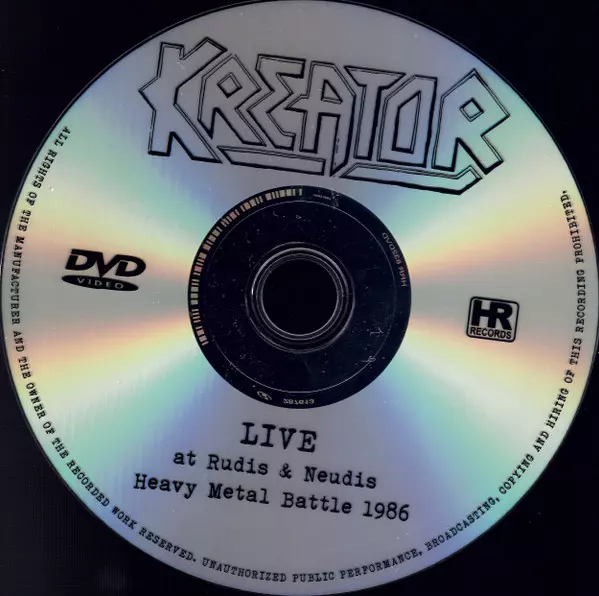 KREATOR
DVD
VIDEO
HR
RECORDS
LIVE
at Rudis & Neudis
Heavy Metal Battle 1986
ALL RIGHTS OF THE MANUFACTURER AND THE OWNER OF THE RECORDED WORK RESERVED. UNAUTHORIZED PUBLIC PERFORMANCE, BROADCASTING, COPYING AND HIRING OF THIS RECORDING PROHIBITED.